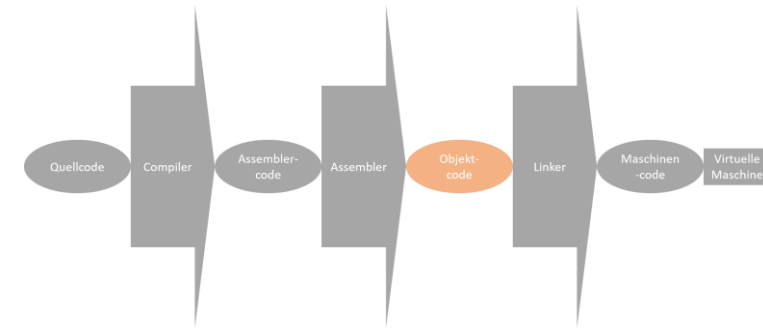 Quellcode
Compiler
Assembler-
code
Assembler
Objekt-
code
Linker
Maschinen
-code
Virtuelle
Maschine